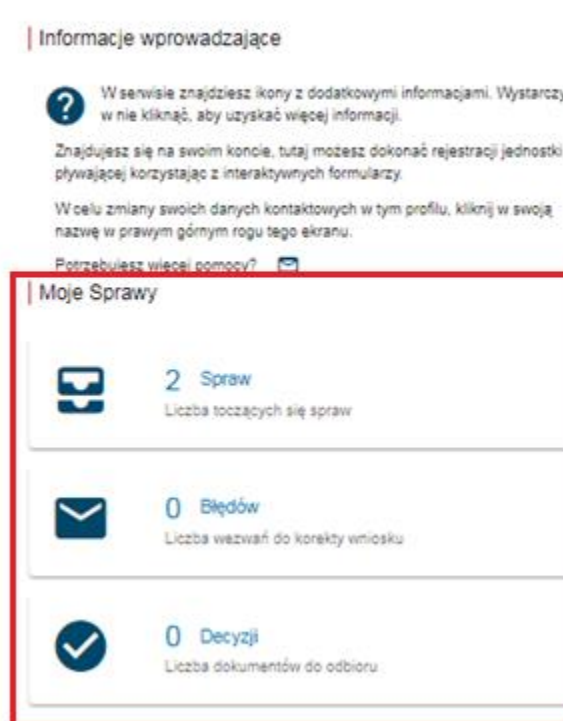 Informacje wprowadzające
W serwisie znajdziesz ikony z dodatkowymi informacjami. Wystarczy
w nie kliknąć, aby uzyskać więcej informacji.
Znajdujesz się na swoim koncie, tutaj możesz dokonać rejestracji jednostki
pływającej korzystając z interaktywnych formularzy.
W celu zmiany swoich danych kontaktowych w tym profilu, kliknij w swoją
nazwę w prawym górnym rogu tego ekranu.
Potrzebujesz więcej pomocy?
Moje Sprawy
2 Spraw
Liczba toczących się spraw
0 Błędów
Liczba wezwań do korekty wniosku
0 Decyzji
Liczba dokumentów do odbioru